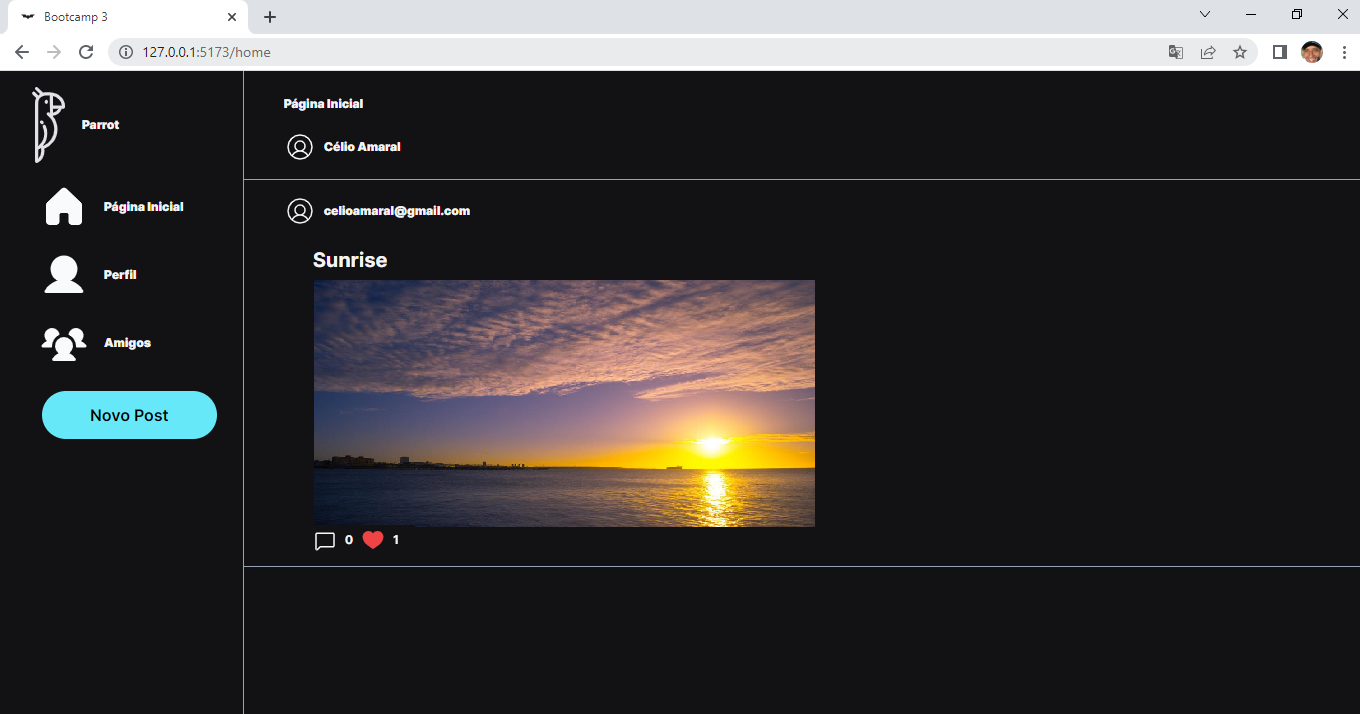 Bootcamp 3
127.0.0.1:5173/home
Parrot
Página Inicial
Perfil
Amigos
Novo Post
Página Inicial
Célio Amaral
celioamaral@gmail.com
Sunrise
0 1